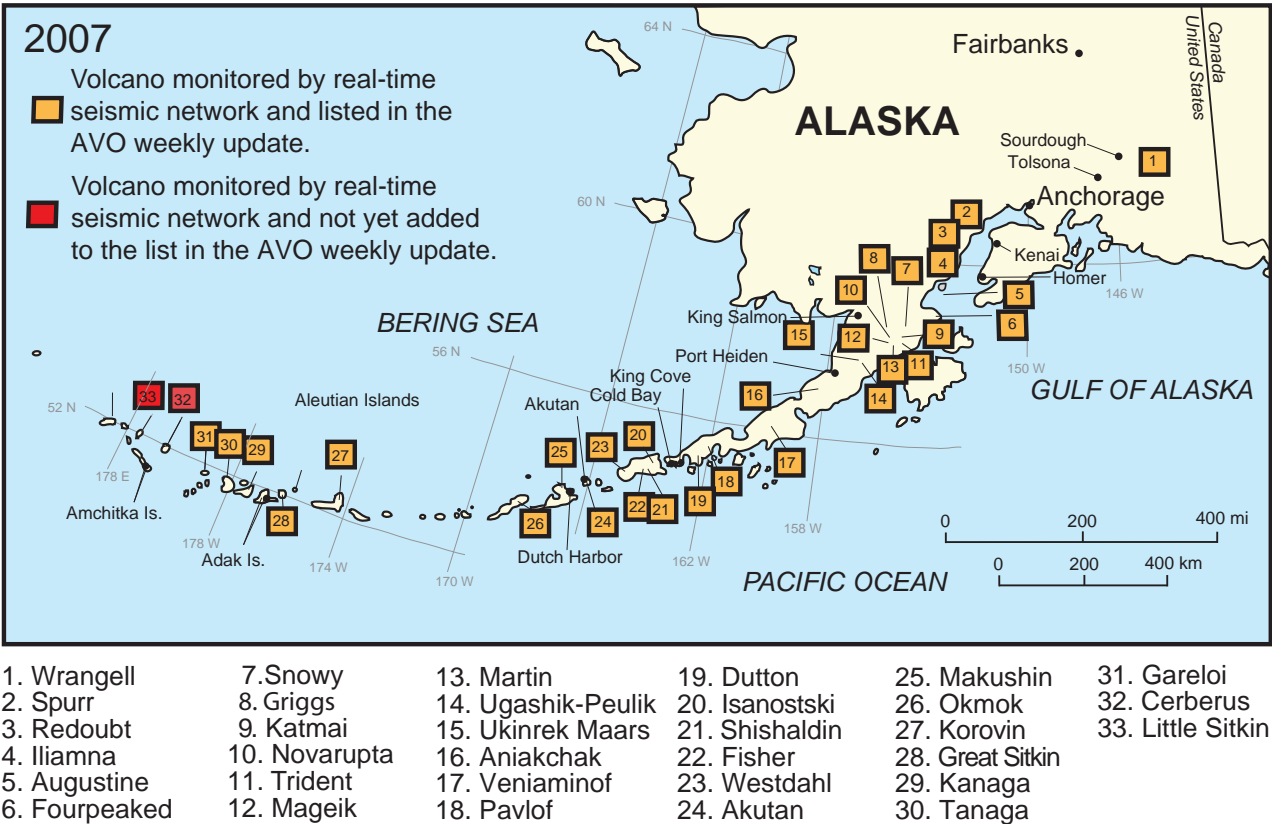 2007
Volcano monitored by real-time
seismic network and listed in the
AVO weekly update.
Volcano monitored by real-time
seismic network and not yet added
to the list in the AVO weekly update.
64 N
Fairbanks
Canada
United States
ALASKA
Sourdough
Tolsona
1
60 N
Anchorage
2
3
4
Kenai
Homer
146 W
8
7
10
5
6
King Salmon
15
12
9
BERING SEA
56 N
Port Heiden
13
11
150 W
GULF OF ALASKA
King Cove
Cold Bay
16
14
33
32
52 N
Aleutian Islands
Akutan
31
30
29
27
25
23
20
17
178 E
18
Amchitka Is.
28
26
24
22
21
19
178 W
Adak Is.
174 W
170 W
Dutch Harbor
162 W
158 W
0
200
400 mi
0
200
400 km
PACIFIC OCEAN
1. Wrangell
2. Spurr
3. Redoubt
4. Iliamna
5. Augustine
6. Fourpeaked
7.Snowy
8. Griggs
9. Katmai
10. Novarupta
11. Trident
12. Mageik
13. Martin
14. Ugashik-Peulik
15. Ukinrek Maars
16. Aniakchak
17. Veniaminof
18. Pavlof
19. Dutton
20. Isanostski
21. Shishaldin
22. Fisher
23. Westdahl
24. Akutan
25. Makushin
26. Okmok
27. Korovin
28. Great Sitkin
29. Kanaga
30. Tanaga
31. Gareloi
32. Cerberus
33. Little Sitkin